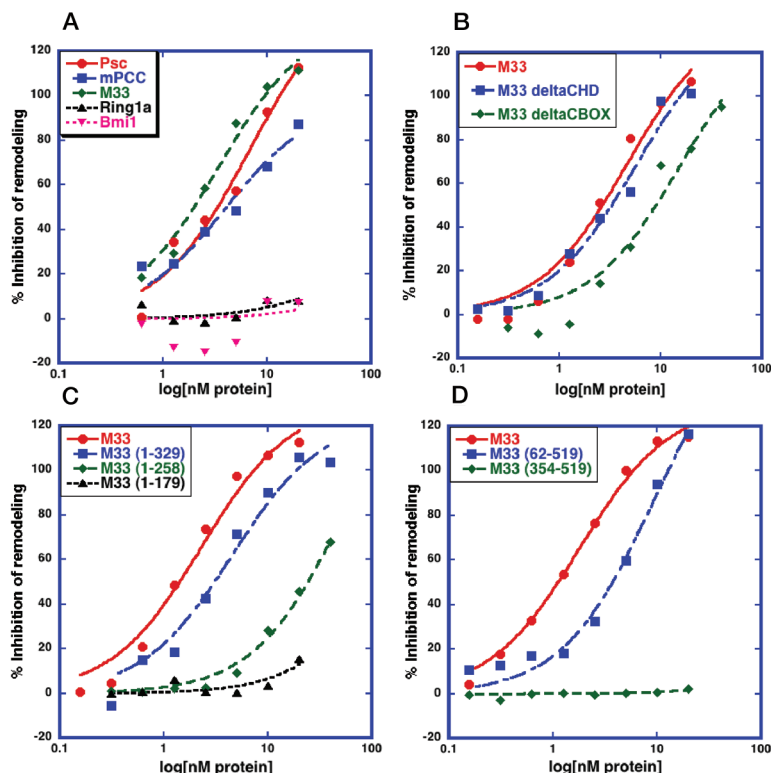 A
% Inhibition of remodeling
120
100
80
60
40
20
0
-20
Psc
mPCC
M33
Ring1a
Bmi1
0.1
1
10
100
log[nM protein]
B
% Inhibition of remodeling
120
100
80
60
40
20
0
-20
M33
M33 deltaCHD
M33 deltaCBOX
0.1
1
10
100
log[nM protein]
C
% Inhibition of remodeling
120
100
80
60
40
20
0
-20
M33
M33 (1-329)
M33 (1-258)
M33 (1-179)
0.1
1
10
100
log[nM protein]
D
% Inhibition of remodeling
120
100
80
60
40
20
0
-20
M33
M33 (62-519)
M33 (354-519)
0.1
1
10
100
log[nM protein]